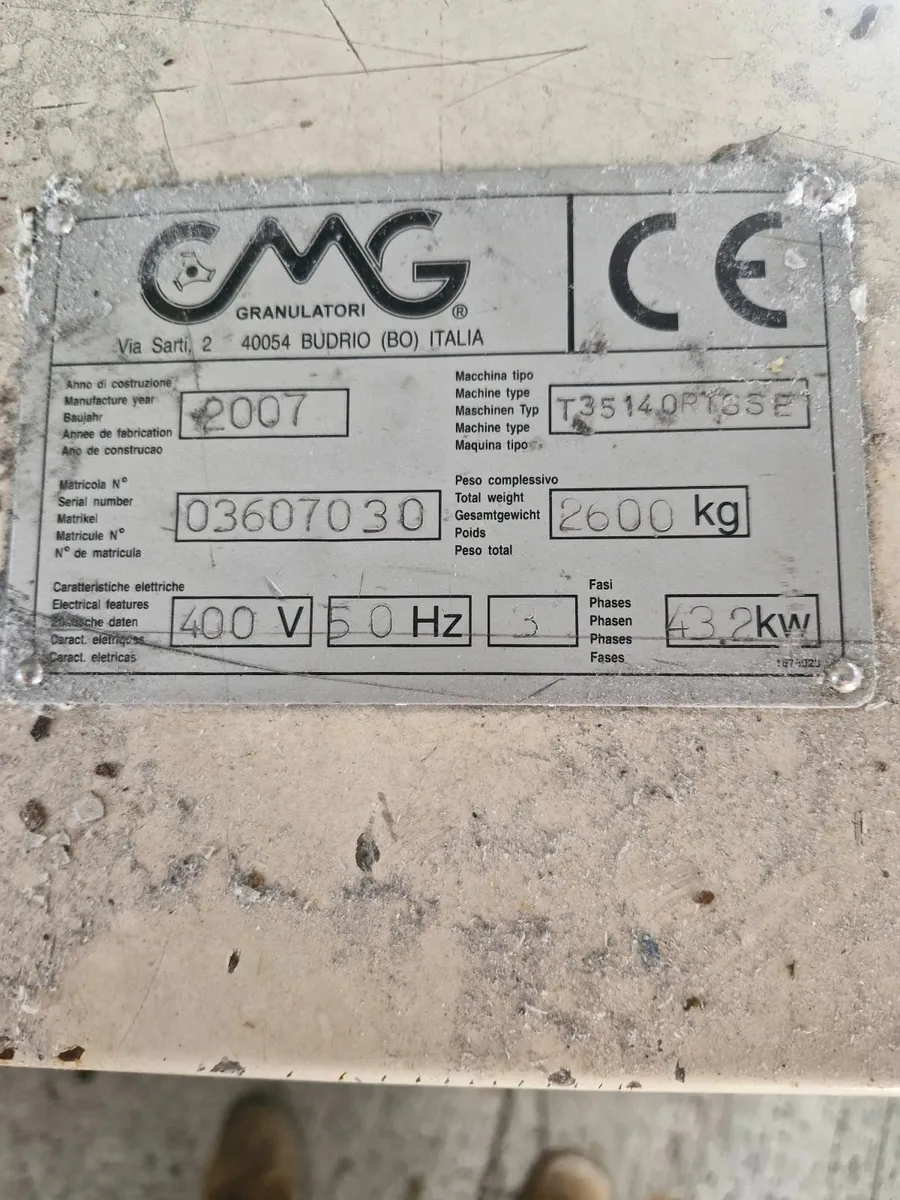 CMG
GRANULATORI ®
Via Sarti, 2 40054 BUDRIO (BO) ITALIA
CE
Anno di costruzione
Manufacture year
Baujahr
Annee de fabrication
Ano de construcao
2007
Macchina tipo
Machine type
Maschinen Typ
Machine type
Maquina tipo
Matricola N°
Serial number
Matrikel
Matricule N°
N° de matricula
03607030
Peso complessivo
Total weight
Gesamtgewicht
Poids
Peso total
2600 kg
Caratteristiche elettriche
Electrical features
daten
Caract. eletriques
Caract. eletricas
400 V
50 Hz
3
Fasi
Phases
Phasen
Phases
Fases
43.2 kw